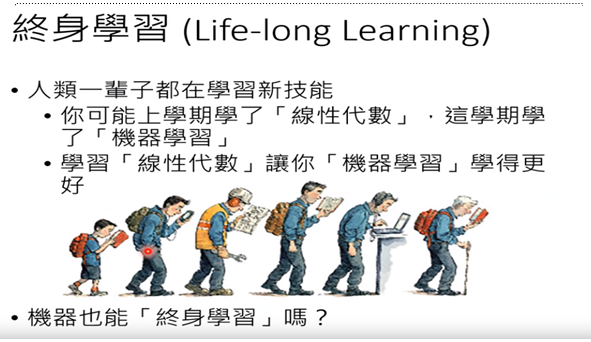 終身學習 (Life-long Learning)
• 人類一輩子都在學習新技能
• 你可能上學期學了「線性代數」，這學期學
了「機器學習」
• 學習「線性代數」讓你「機器學習」學得更
好
• 機器也能「終身學習」嗎？